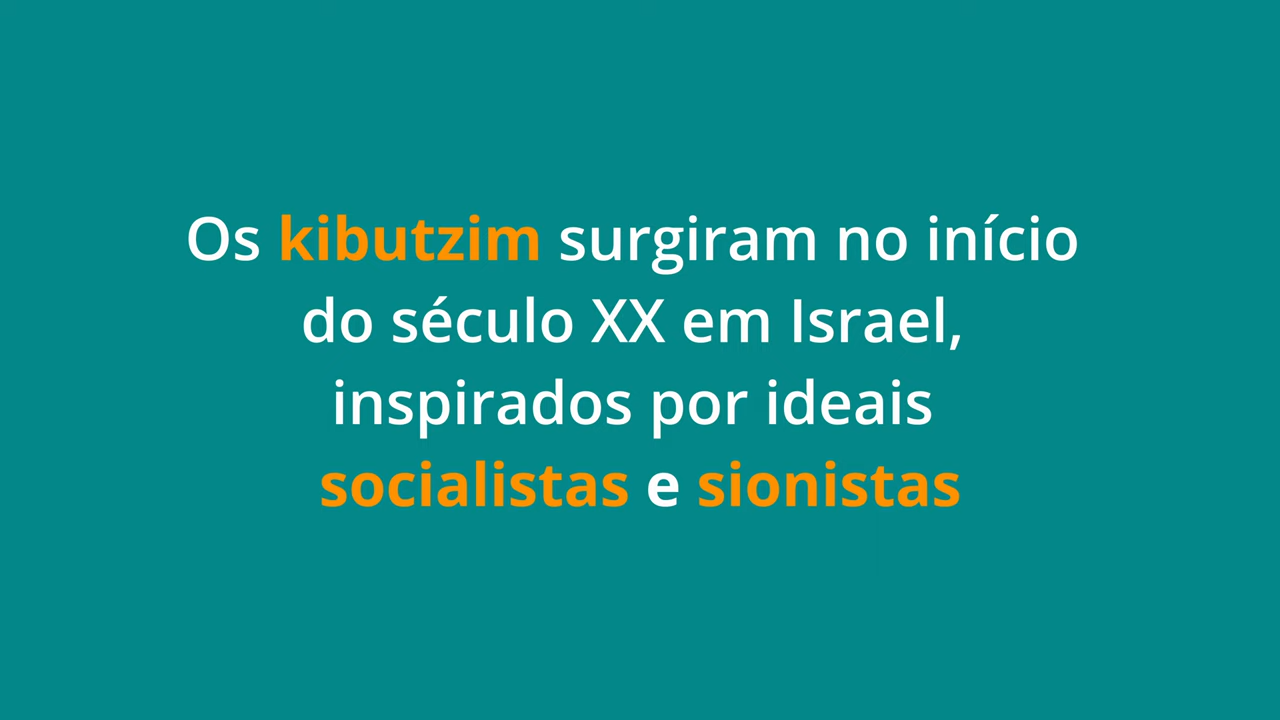 Os kibutzim surgiram no início
do século XX em Israel,
inspirados por ideais
socialistas e sionistas